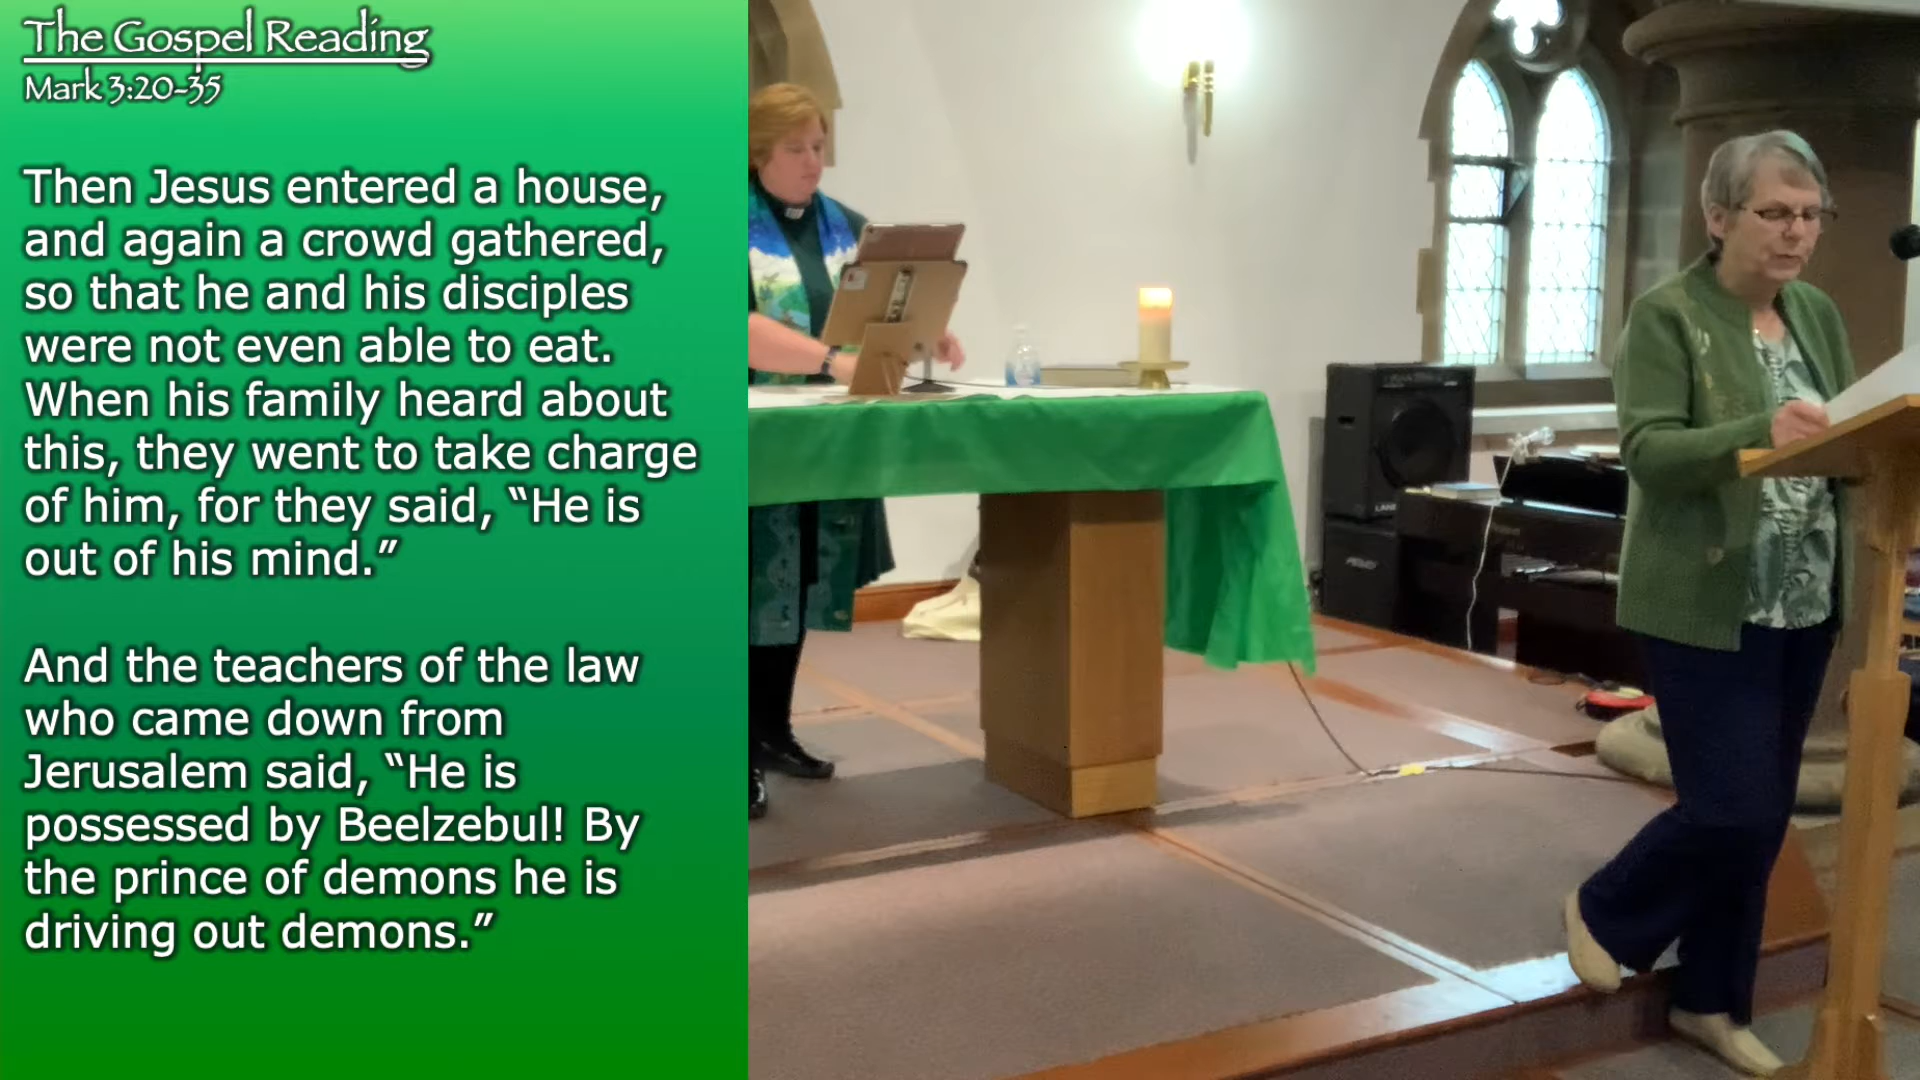 The Gospel Reading
Mark 3:20-35
Then Jesus entered a house,
and again a crowd gathered,
so that he and his disciples
were not even able to eat.
When his family heard about
this, they went to take charge
of him, for they said, “He is
out of his mind.”
And the teachers of the law
who came down from
Jerusalem said, “He is
possessed by Beelzebul! By
the prince of demons he is
driving out demons.”
LANEY
PEAVEY